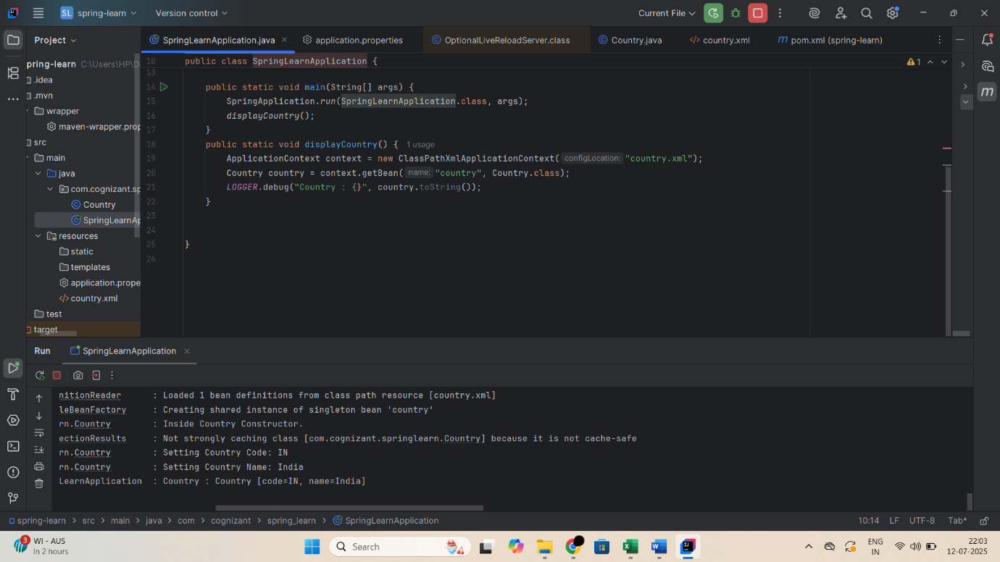 SL spring-learn Version control Current File
Project
SpringLearnApplication.java application.properties OptionalLiveReloadServer.class Country.java country.xml m pom.xml (spring-learn)
pring-learn C:\Users\HP\D
.idea
.mvn
wrapper
maven-wrapper.prop
src
main
java
com.cognizant.sp
Country
SpringLearnAp
resources
static
templates
application.prope
country.xml
test
target
10 public class SpringLearnApplication { 1
13
14 public static void main(String[] args) {
15 SpringApplication.run(SpringLearnApplication.class, args);
16 displayCountry();
17 }
18 public static void displayCountry() { 1 usage
19 ApplicationContext context = new ClassPathXmlApplicationContext( configLocation: "country.xml");
20 Country country = context.getBean( name: "country", Country.class);
21 LOGGER.debug("Country : {}", country.toString());
22 }
23
24
25 }
26
Run SpringLearnApplication
nitionReader : Loaded 1 bean definitions from class path resource [country.xml]
leBeanFactory : Creating shared instance of singleton bean 'country'
rn.Country : Inside Country Constructor.
ectionResults : Not strongly caching class [com.cognizant.springlearn.Country] because it is not cache-safe
rn.Country : Setting Country Code: IN
rn.Country : Setting Country Name: India
LearnApplication : Country : Country [code=IN, name=India]
spring-learn > src > main > java > com > cognizant > spring_learn > SpringLearnApplication 10:14 LF UTF-8 Tab*
3 WI - AUS
In 2 hours
Search
ENG
IN
22:03
12-07-2025